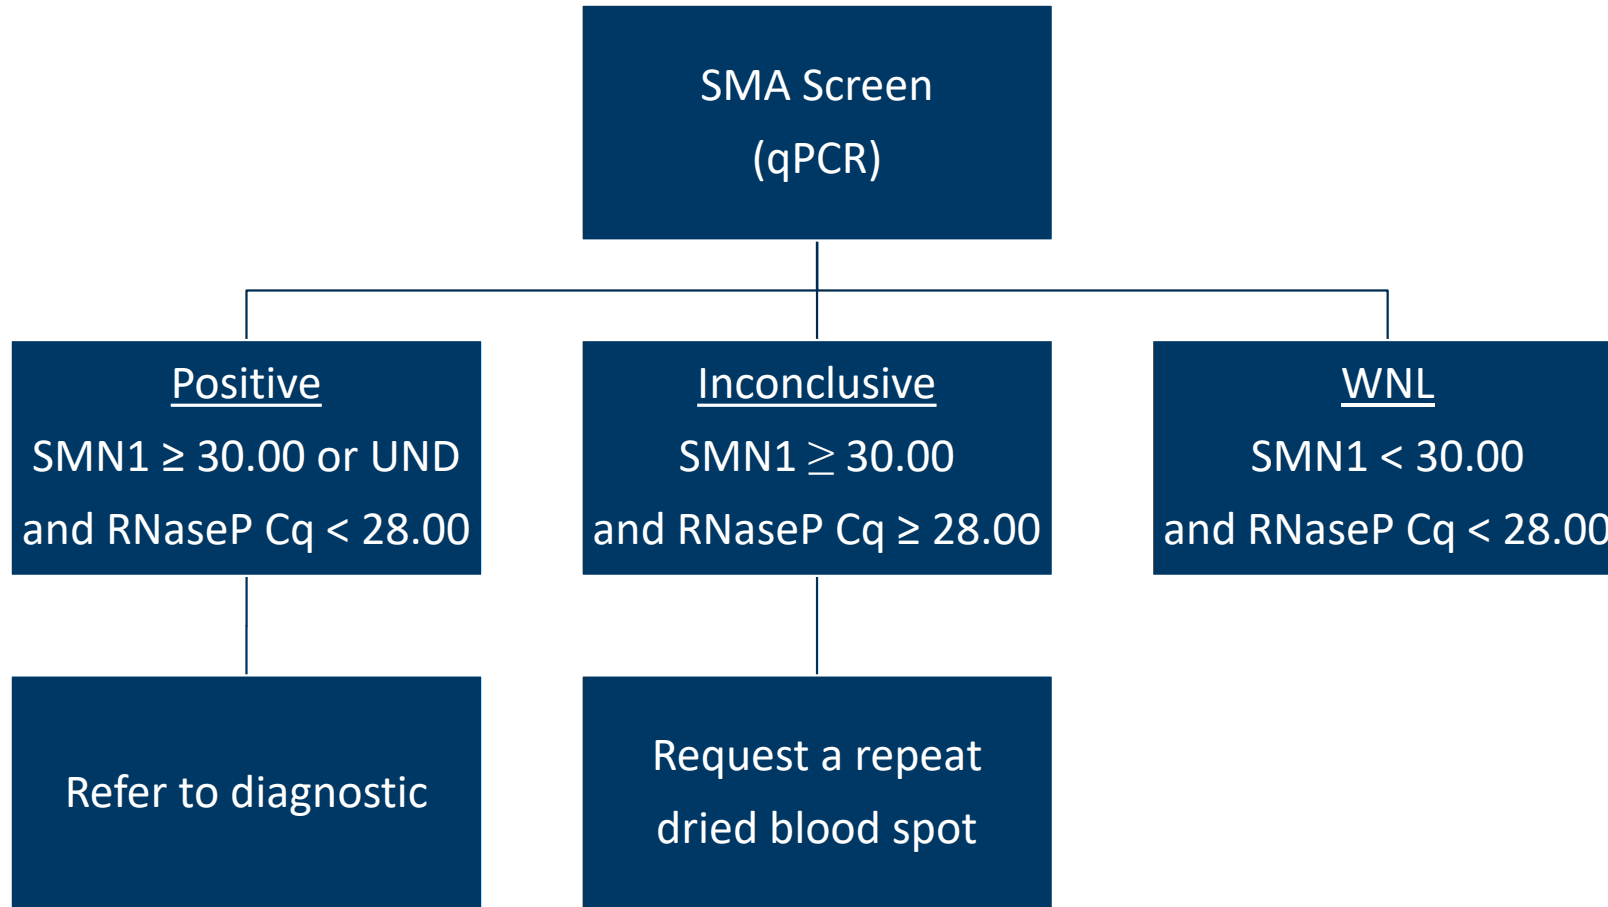 SMA Screen
(qPCR)
Positive
SMN1 ≥ 30.00 or UND
and RNaseP Cq < 28.00
Inconclusive
SMN1 ≥ 30.00
and RNaseP Cq ≥ 28.00
WNL
SMN1 < 30.00
and RNaseP Cq < 28.00
Refer to diagnostic
Request a repeat
dried blood spot